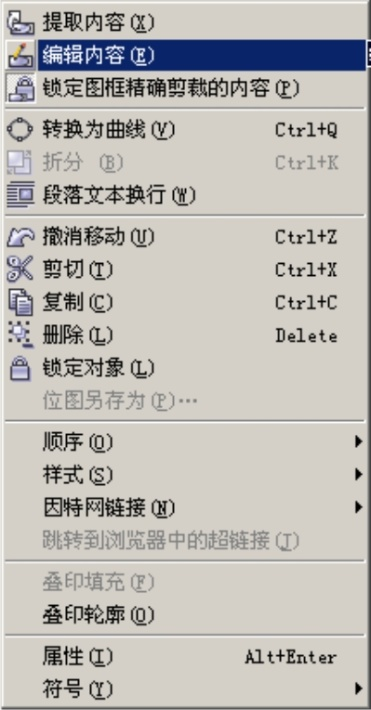 提取内容(X)
编辑内容(E)
锁定图框精确剪裁的内容(P)
转换为曲线(V) Ctrl+Q
折分 (B) Ctrl+K
段落文本换行(W)
撤消移动(U) Ctrl+Z
剪切(T) Ctrl+X
复制(C) Ctrl+C
删除(L) Delete
锁定对象(L)
位图另存为(P)…
顺序(O)
样式(S)
因特网链接(N)
跳转到浏览器中的超链接(J)
叠印填充(F)
叠印轮廓(O)
属性(I) Alt+Enter
符号(Y)